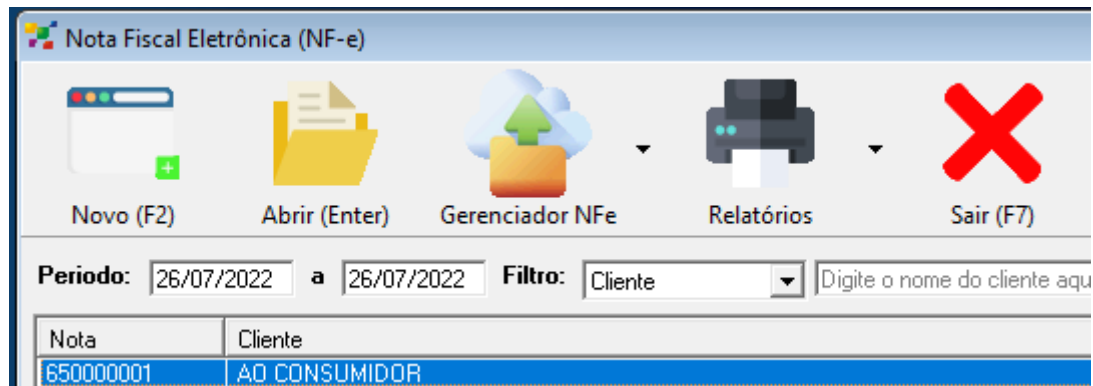 Nota Fiscal Eletrônica (NF-e)
Novo (F2) Abrir (Enter) Gerenciador NFe Relatórios Sair (F7)
Periodo: 26/07/2022 a 26/07/2022 Filtro: Cliente Digite o nome do cliente aqu
Nota Cliente
650000001 AO CONSUMIDOR